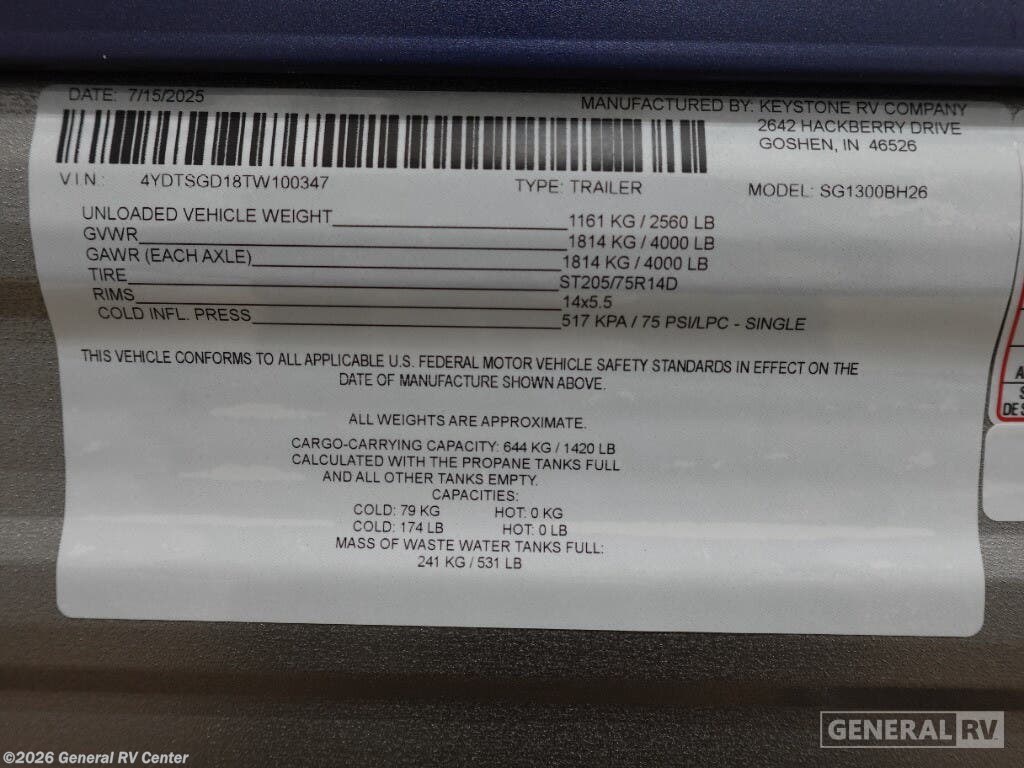 DATE: 7/15/2025
MANUFACTURED BY: KEYSTONE RV COMPANY
2642 HACKBERRY DRIVE
GOSHEN, IN 46526
VIN: 4YDTSGD18TW100347 TYPE: TRAILER MODEL: SG1300BH26
UNLOADED VEHICLE WEIGHT 1161 KG / 2560 LB
GVWR 1814 KG / 4000 LB
GAWR (EACH AXLE) 1814 KG / 4000 LB
TIRE ST205/75R14D
RIMS 14x5.5
COLD INFL. PRESS 517 KPA / 75 PSI/LPC - SINGLE
THIS VEHICLE CONFORMS TO ALL APPLICABLE U.S. FEDERAL MOTOR VEHICLE SAFETY STANDARDS IN EFFECT ON THE
DATE OF MANUFACTURE SHOWN ABOVE.
ALL WEIGHTS ARE APPROXIMATE.
CARGO-CARRYING CAPACITY: 644 KG / 1420 LB
CALCULATED WITH THE PROPANE TANKS FULL
AND ALL OTHER TANKS EMPTY.
CAPACITIES:
COLD: 79 KG HOT: 0 KG
COLD: 174 LB HOT: 0 LB
MASS OF WASTE WATER TANKS FULL:
241 KG / 531 LB
GENERAL RV
©2026 General RV Center